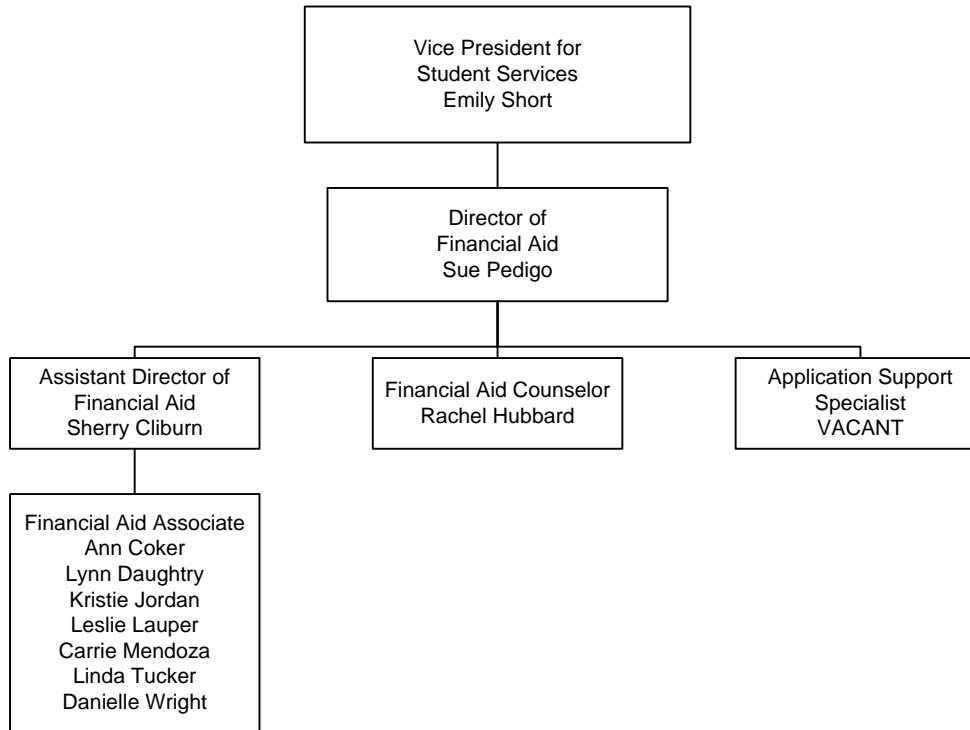 Vice President for
Student Services
Emily Short
Director of
Financial Aid
Sue Pedigo
Assistant Director of
Financial Aid
Sherry Cliburn
Financial Aid Counselor
Rachel Hubbard
Application Support
Specialist
VACANT
Financial Aid Associate
Ann Coker
Lynn Daughtry
Kristie Jordan
Leslie Lauper
Carrie Mendoza
Linda Tucker
Danielle Wright